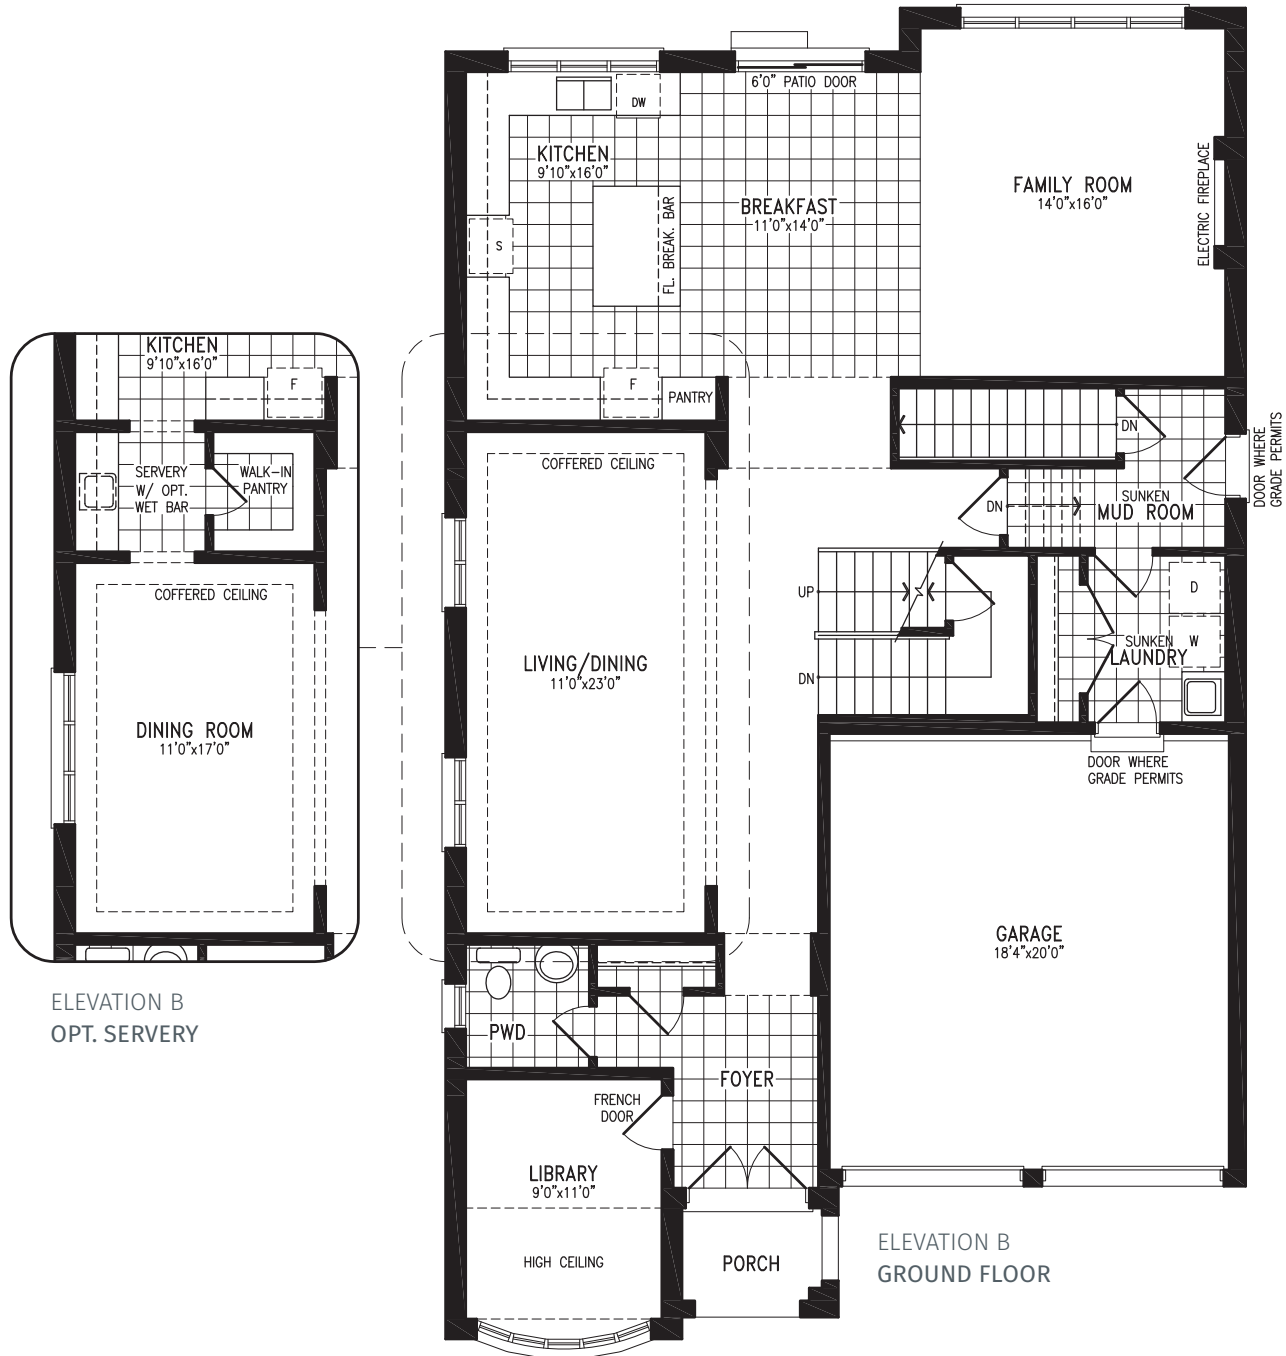 6'0" PATIO DOOR
DW
KITCHEN
9'10"x16'0"
S
FL. BREAK. BAR
BREAKFAST
11'0"x14'0"
FAMILY ROOM
14'0"x16'0"
ELECTRIC FIREPLACE
F
PANTRY
DN
DOOR WHERE
GRADE PERMITS
DN
SUNKEN
MUD ROOM
COFFERED CEILING
UP
DN
D
W
SUNKEN
LAUNDRY
LIVING/DINING
11'0"x23'0"
DOOR WHERE
GRADE PERMITS
GARAGE
18'4"x20'0"
PWD
FOYER
FRENCH
DOOR
LIBRARY
9'0"x11'0"
HIGH CEILING
PORCH
ELEVATION B
GROUND FLOOR
KITCHEN
9'10"x16'0"
F
SERVERY
W/ OPT.
WET BAR
WALK-IN
PANTRY
COFFERED CEILING
DINING ROOM
11'0"x17'0"
ELEVATION B
OPT. SERVERY